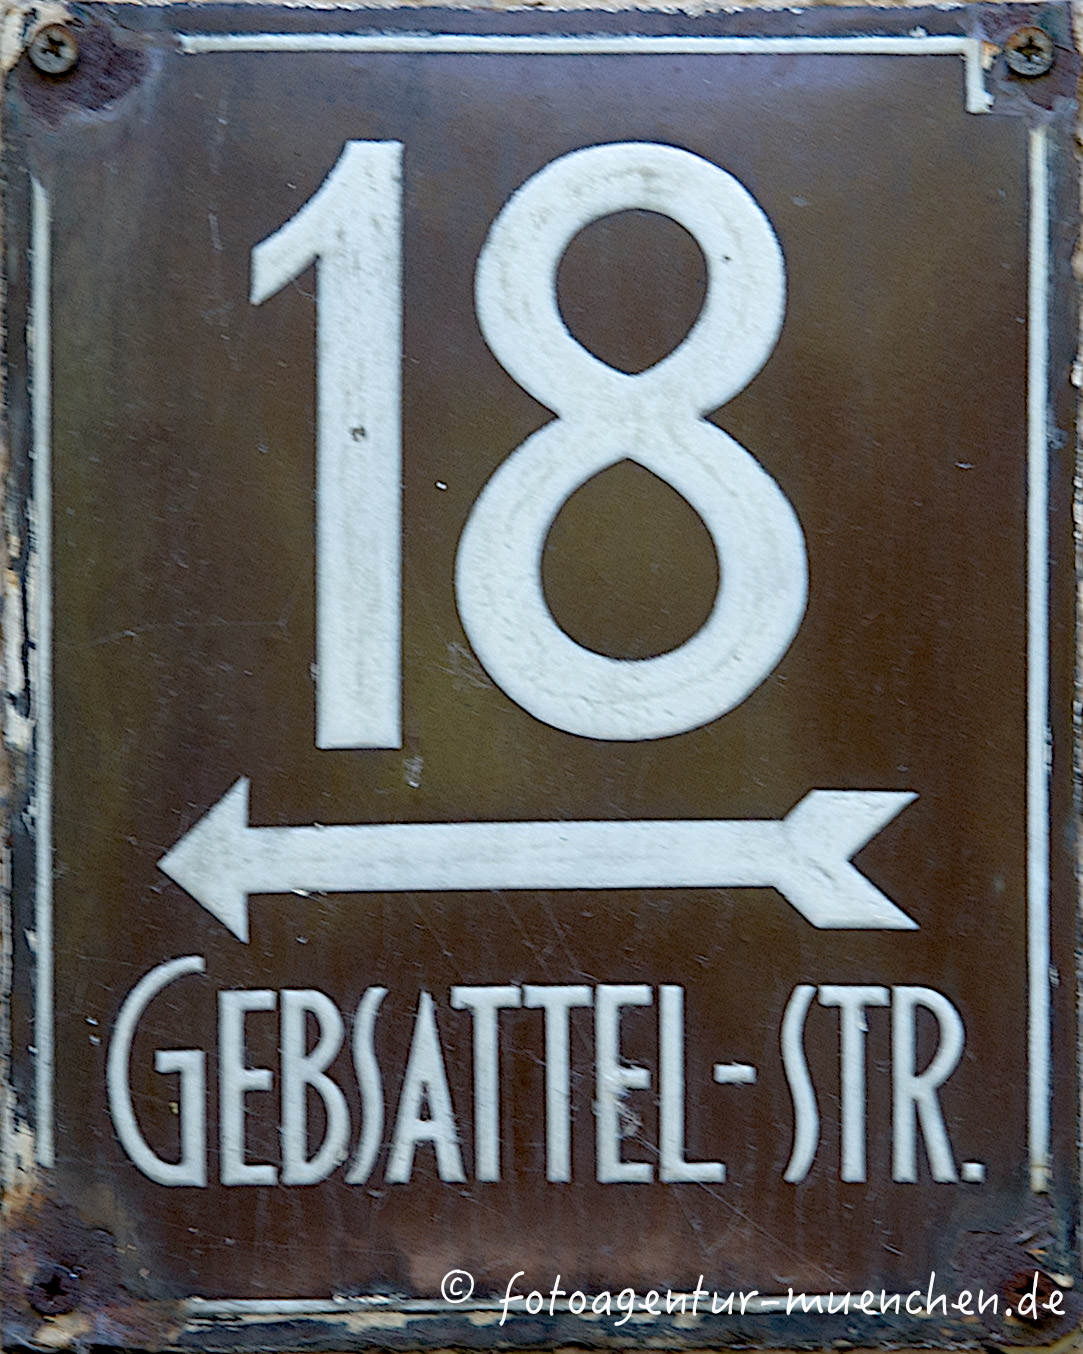 18
GEBSATTEL-STR.
© fotoagentur-muenchen.de